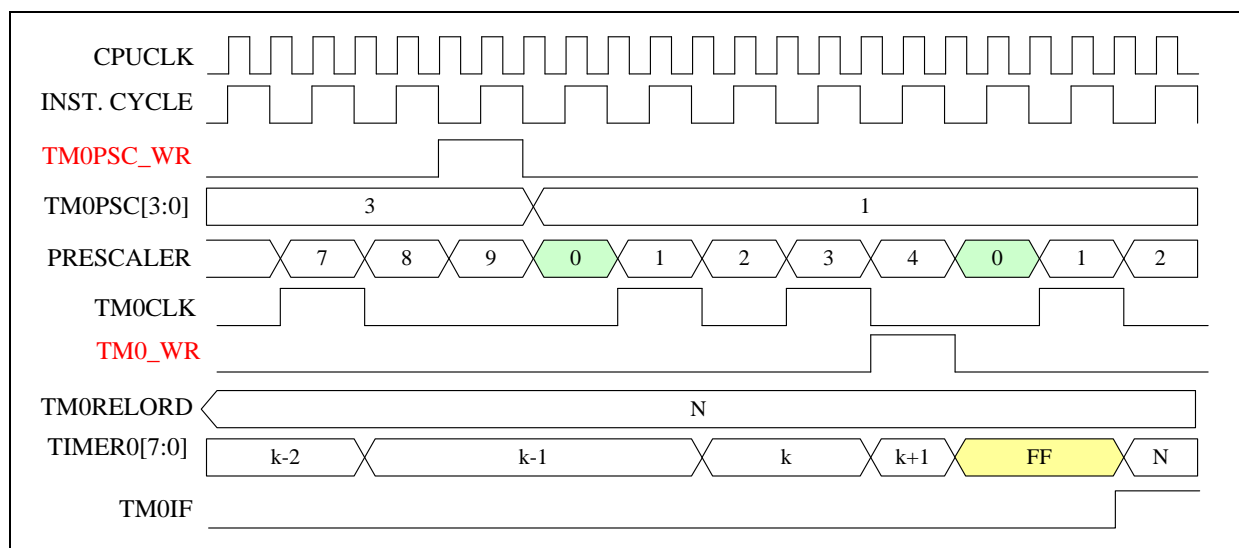 CPUCLK
INST. CYCLE
TM0PSC_WR
TM0PSC[3:0] 3 1
PRESCALER 7 8 9 0 1 2 3 4 0 1 2
TM0CLK
TM0_WR
TM0RELORD N
TIMER0[7:0] k-2 k-1 k k+1 FF N
TM0IF